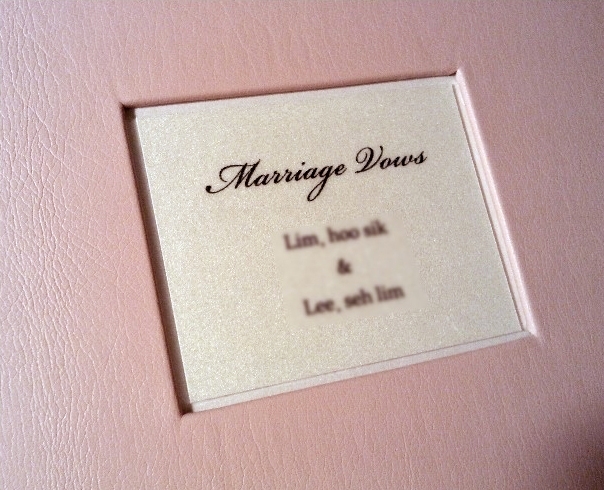 Marriage Vows
Lim, hoo sik
&
Lee, seh lim